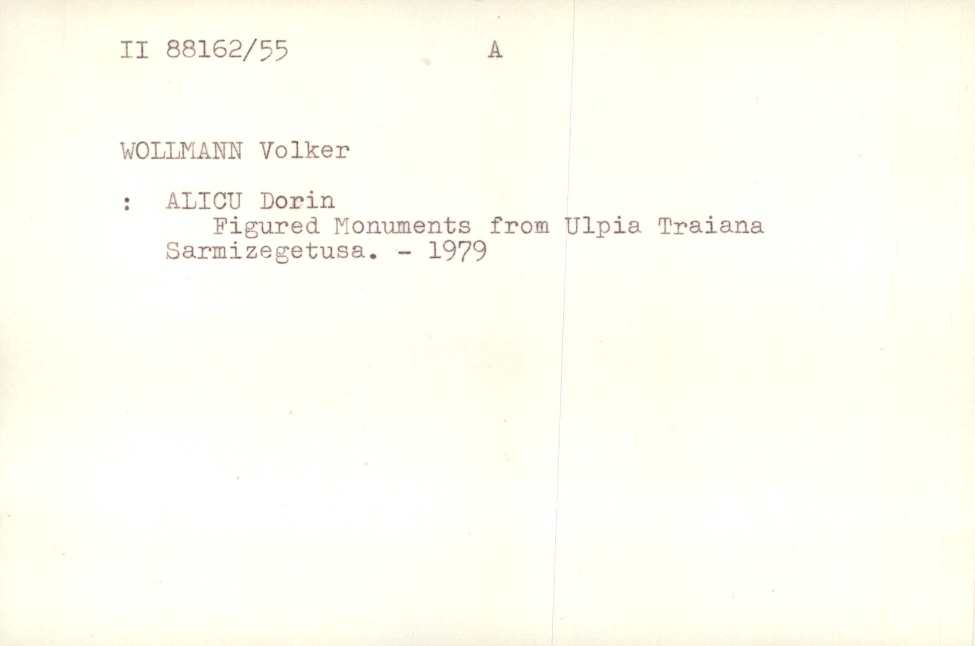 II 88162/55 A
WOLLMANN Volker
: ALICU Dorin
Figured Monuments from Ulpia Traiana
Sarmizegetusa. - 1979